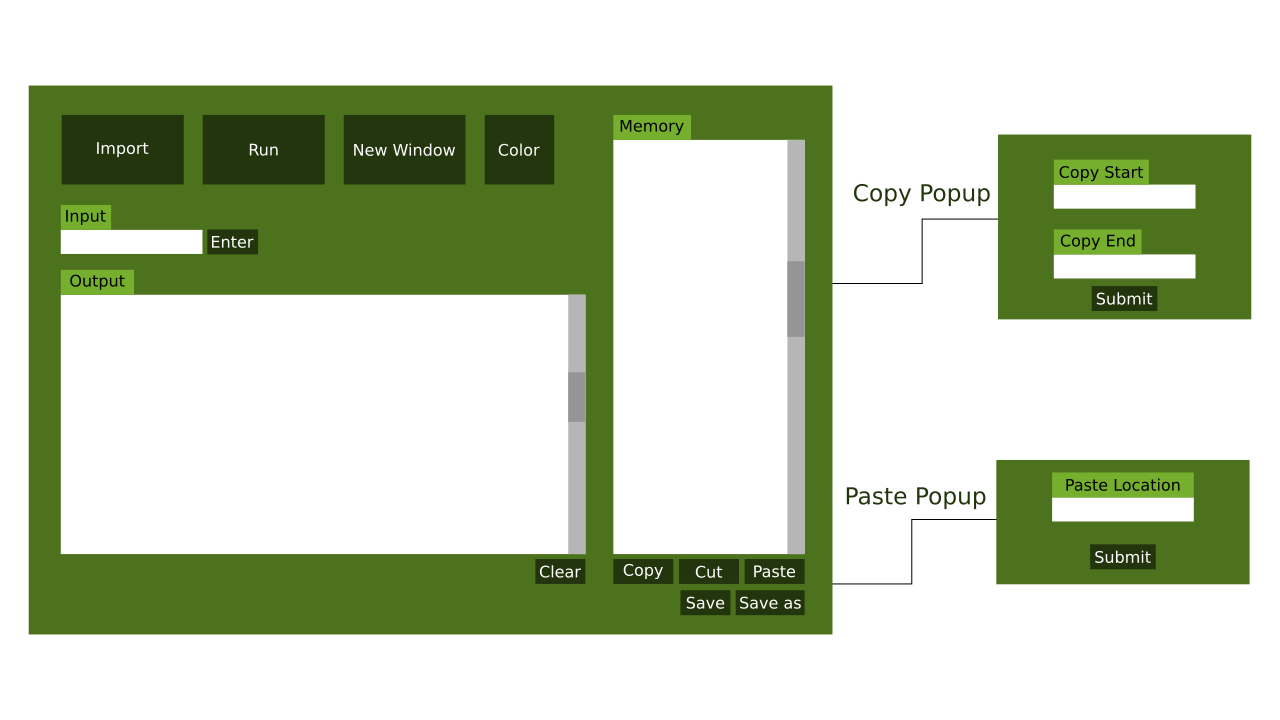 Import
Run
New Window
Color
Memory
Input
Enter
Output
Clear
Copy
Cut
Paste
Save
Save as
Copy Popup
Copy Start
Copy End
Submit
Paste Popup
Paste Location
Submit